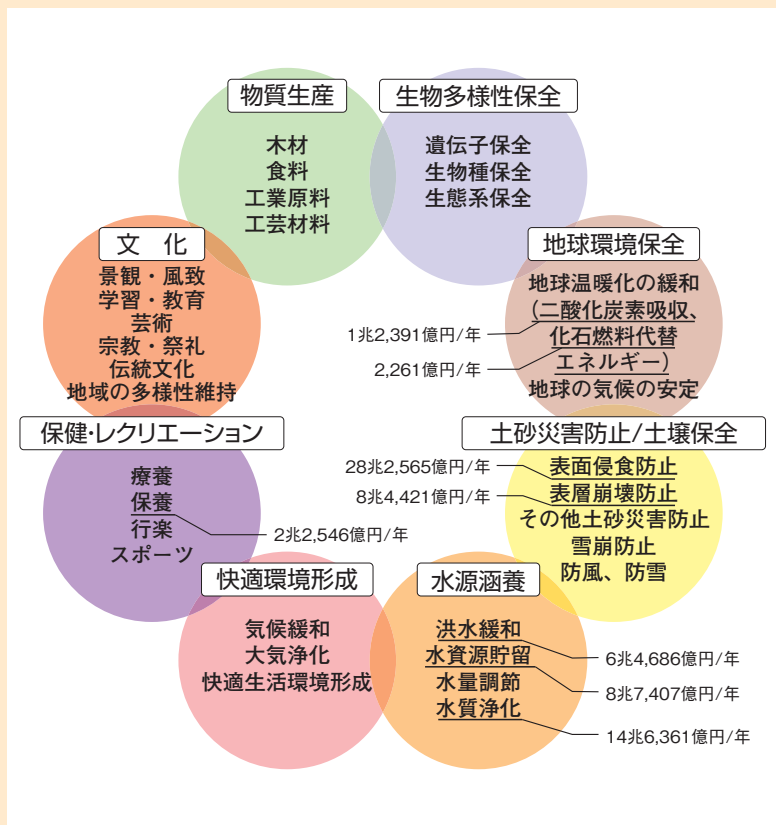 物質生産
木材
食料
工業原料
工芸材料
生物多様性保全
遺伝子保全
生物種保全
生態系保全
文 化
景観・風致
学習・教育
芸術
宗教・祭礼
伝統文化
地域の多様性維持
地球環境保全
地球温暖化の緩和
(二酸化炭素吸収、
化石燃料代替
エネルギー)
地球の気候の安定
1兆2,391億円/年
2,261億円/年
保健・レクリエーション
療養
保養
行楽
スポーツ
2兆2,546億円/年
土砂災害防止/土壌保全
表面侵食防止
表層崩壊防止
その他土砂災害防止
雪崩防止
防風、防雪
28兆2,565億円/年
8兆4,421億円/年
快適環境形成
気候緩和
大気浄化
快適生活環境形成
水源涵養
洪水緩和
水資源貯留
水量調節
水質浄化
6兆4,686億円/年
8兆7,407億円/年
14兆6,361億円/年